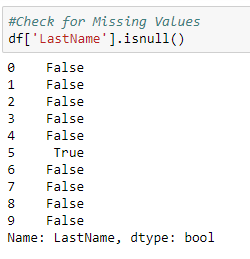 #Check for Missing Values
df['LastName'].isnull()
0    False
1    False
2    False
3    False
4    False
5     True
6    False
7    False
8    False
9    False
Name: LastName, dtype: bool